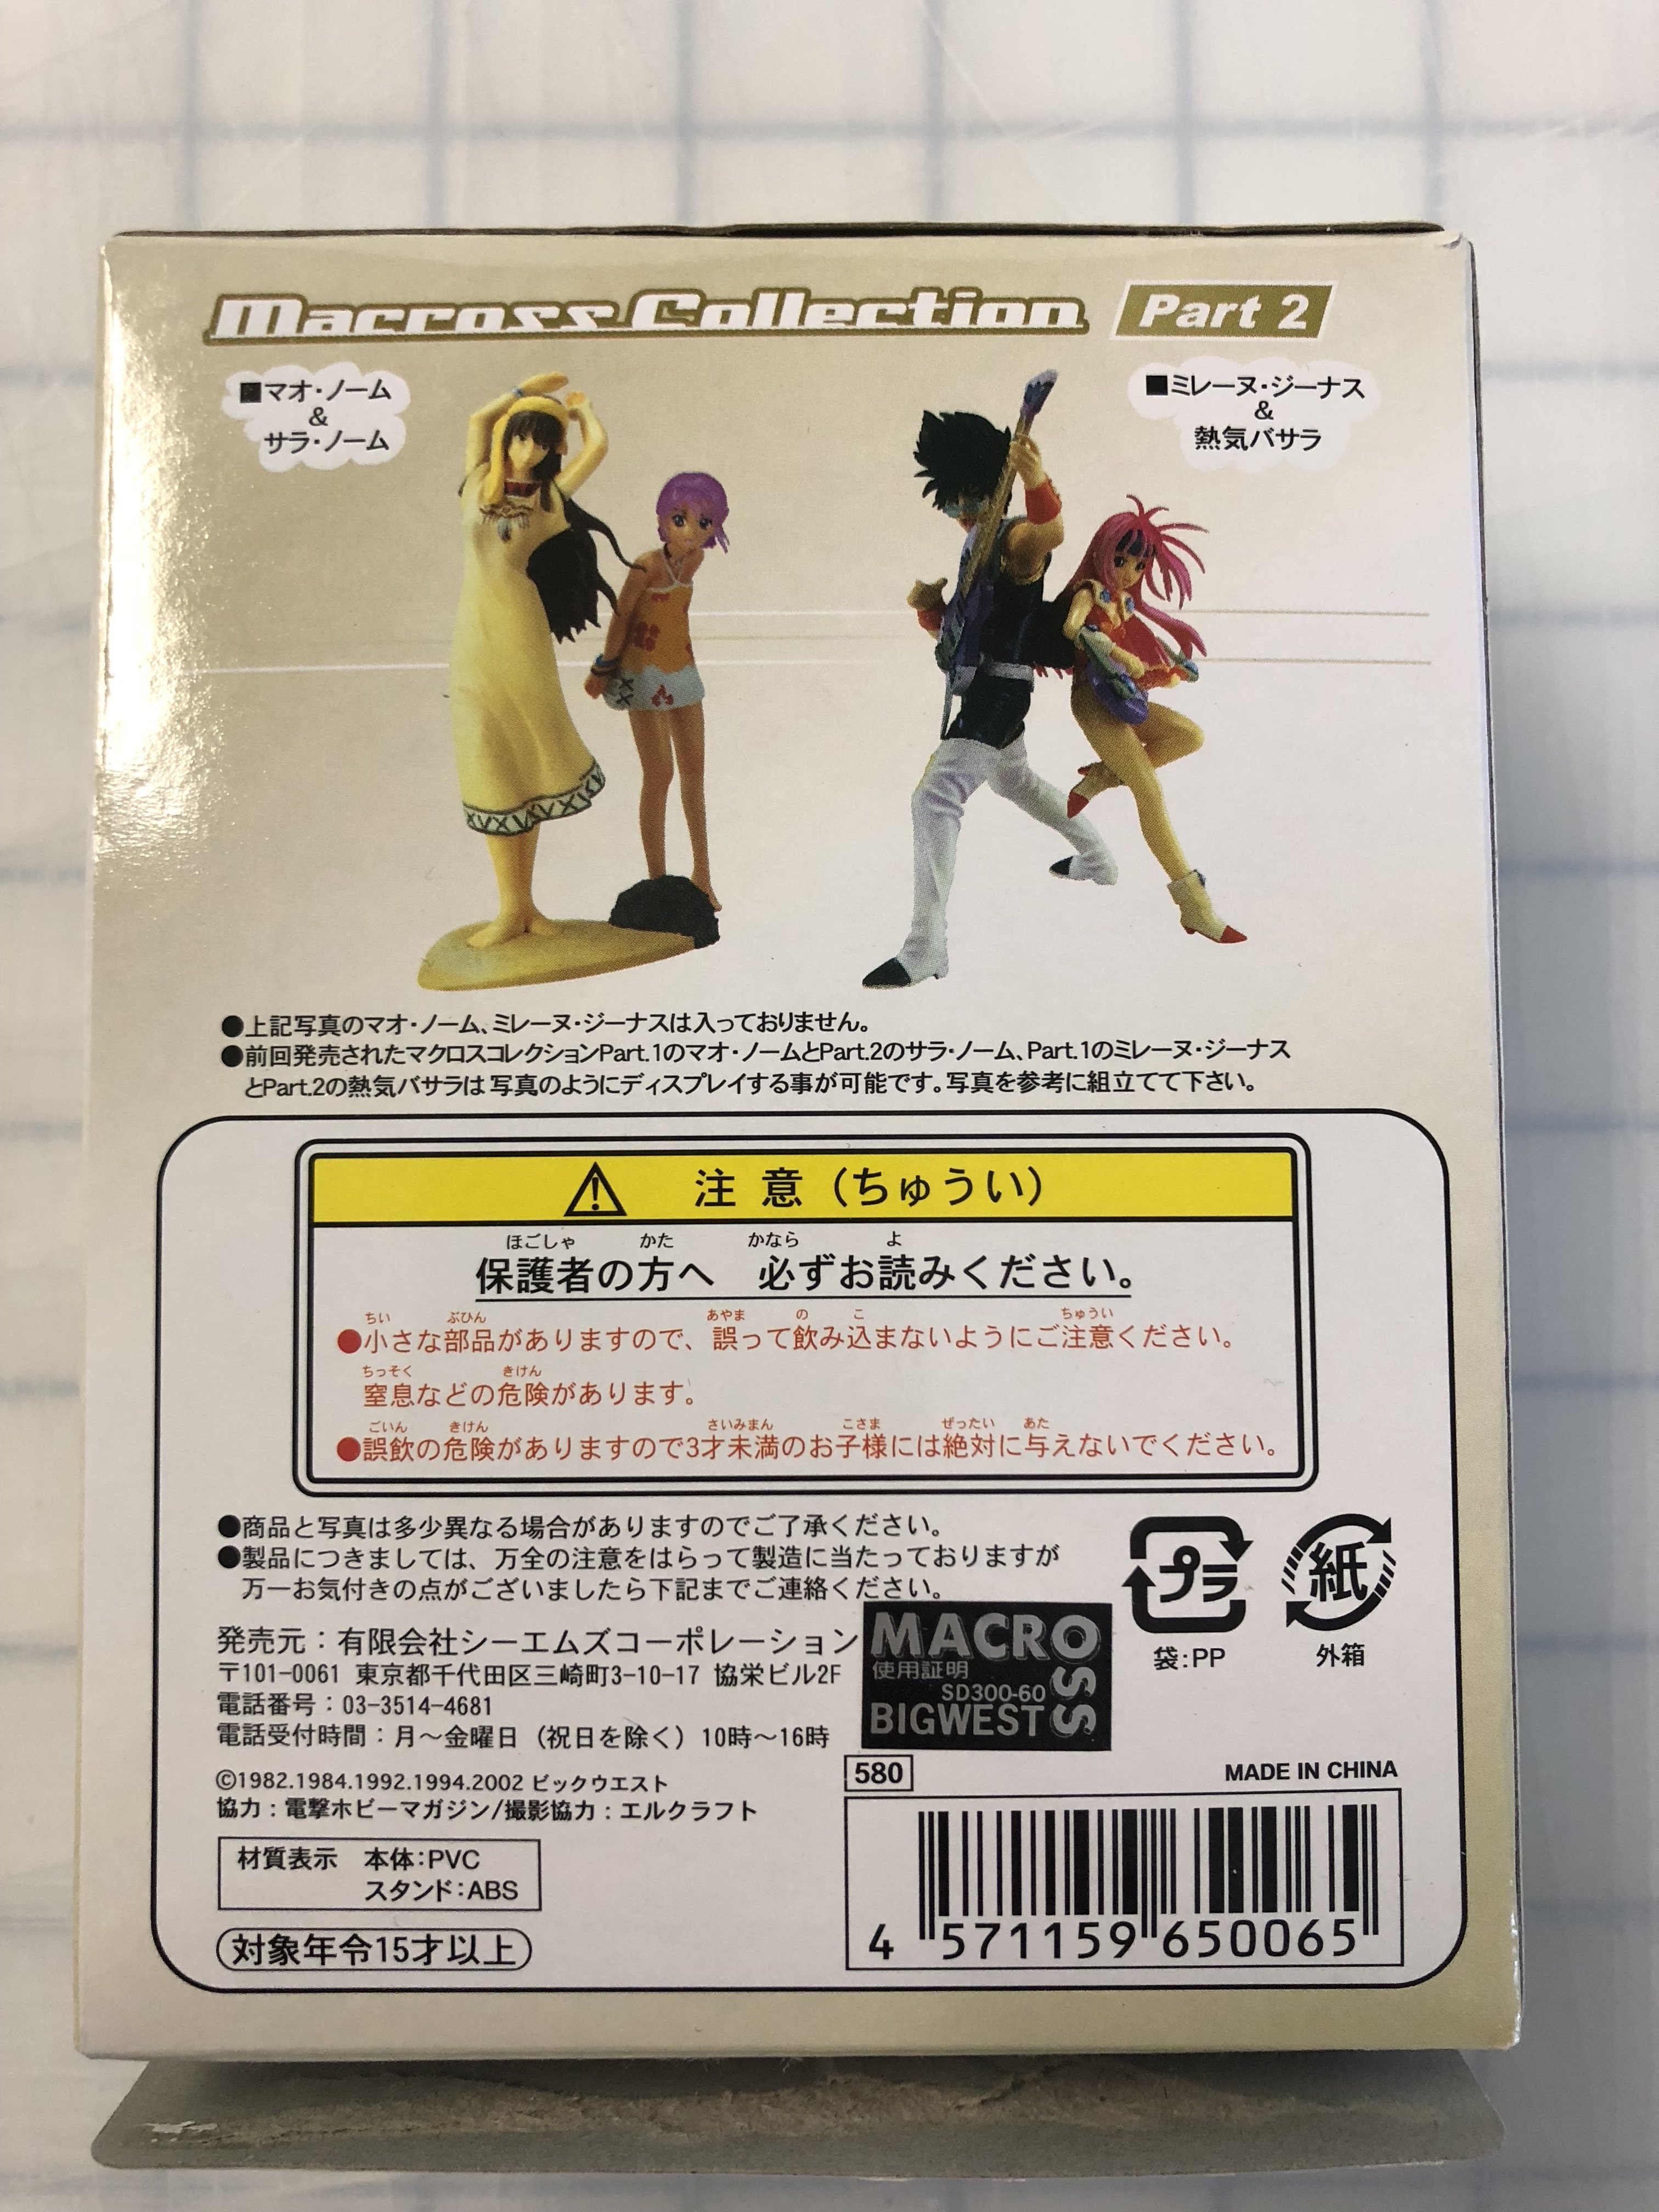 Macross Collection Part 2
■マオ・ノーム
&
サラ・ノーム
■ミレーヌ・ジーナス
&
熱気バサラ
●上記写真のマオ・ノーム、ミレーヌ・ジーナスは入っておりません。
●前回発売されたマクロスコレクションPart.1のマオ・ノームとPart.2のサラ・ノーム、Part.1のミレーヌ・ジーナス
とPart.2の熱気バサラは写真のようにディスプレイする事が可能です。写真を参考に組立てて下さい。
注意（ちゅうい）
ほごしゃ かた かなら よ
保護者の方へ 必ずお読みください。
ちい ぶひん あやま の こ ちゅうい
●小さな部品がありますので、誤って飲み込まないようにご注意ください。
ちっそく きけん
窒息などの危険があります。
ごいん きけん さいみまん こさま ぜったい あた
●誤飲の危険がありますので3才未満のお子様には絶対に与えないでください。
●商品と写真は多少異なる場合がありますのでご了承ください。
●製品につきましては、万全の注意をはらって製造に当たっておりますが
万一お気付きの点がございましたら下記までご連絡ください。
プラ
袋:PP
紙
外箱
発売元：有限会社シーエムズコーポレーション
〒101-0061 東京都千代田区三崎町3-10-17 協栄ビル2F
電話番号：03-3514-4681
電話受付時間：月～金曜日（祝日を除く）10時～16時
MACROSS
使用証明
SD300-60
BIGWEST
©1982.1984.1992.1994.2002 ビックウエスト
協力：電撃ホビーマガジン/撮影協力：エルクラフト
580
MADE IN CHINA
材質表示 本体:PVC
スタンド:ABS
対象年令15才以上
4 571159 650065